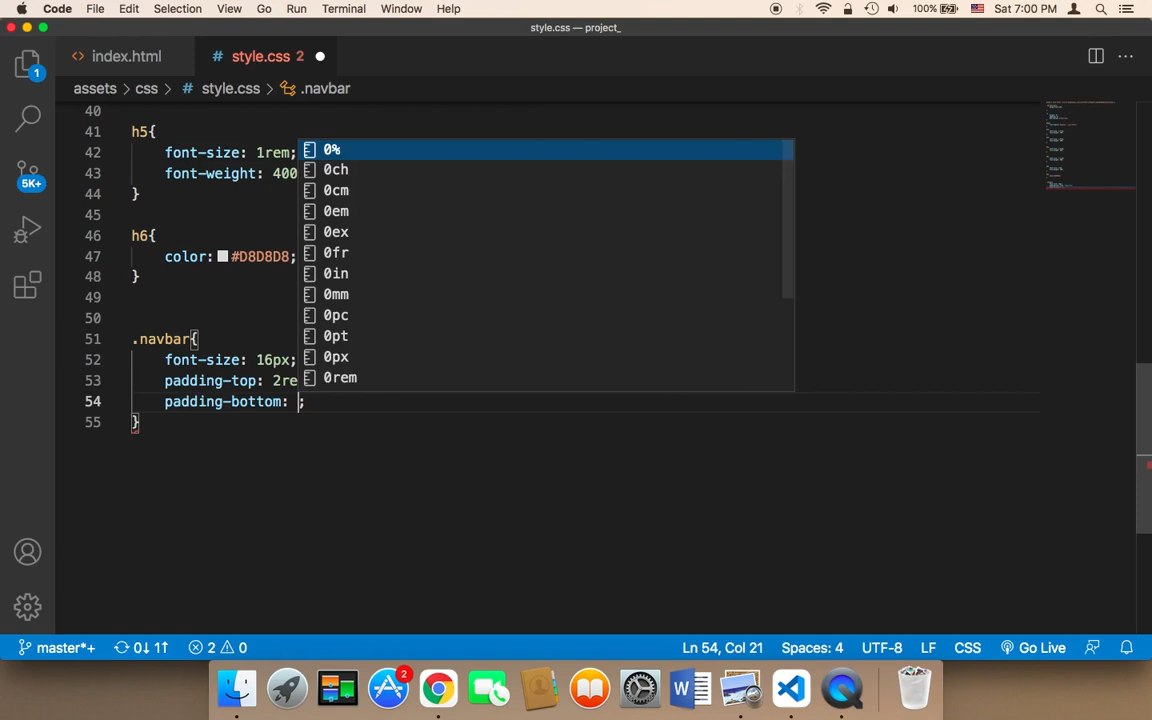 Code File Edit Selection View Go Run Terminal Window Help 100% Sat 7:00 PM
style.css — project_
index.html # style.css 2
assets > css > # style.css > .navbar
1
5K+
40
41 h5{
42 font-size: 1rem;
43 font-weight: 400
44 }
45
46 h6{
47 color: #D8D8D8;
48 }
49
50
51 .navbar{
52 font-size: 16px;
53 padding-top: 2re
54 padding-bottom: ;
55 }
0%
0ch
0cm
0em
0ex
0fr
0in
0mm
0pc
0pt
0px
0rem
master*+ 0↓ 1↑ 2 0 Ln 54, Col 21 Spaces: 4 UTF-8 LF CSS Go Live
2